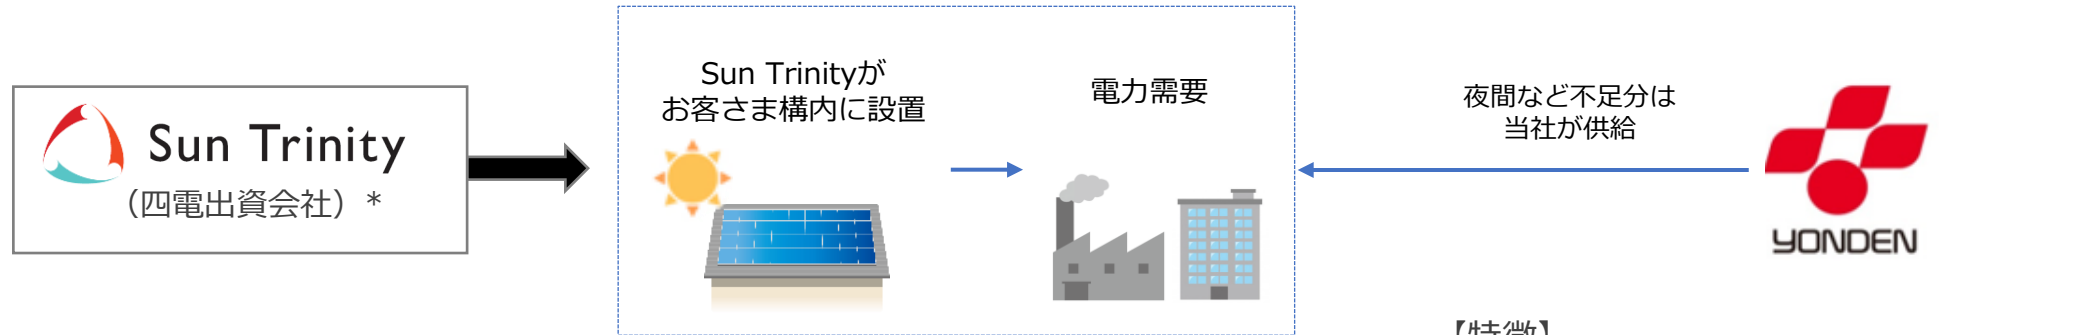 Sun Trinity
（四電出資会社）*
Sun Trinityが
お客さま構内に設置
電力需要
夜間など不足分は
当社が供給
YONDEN
【特徴】